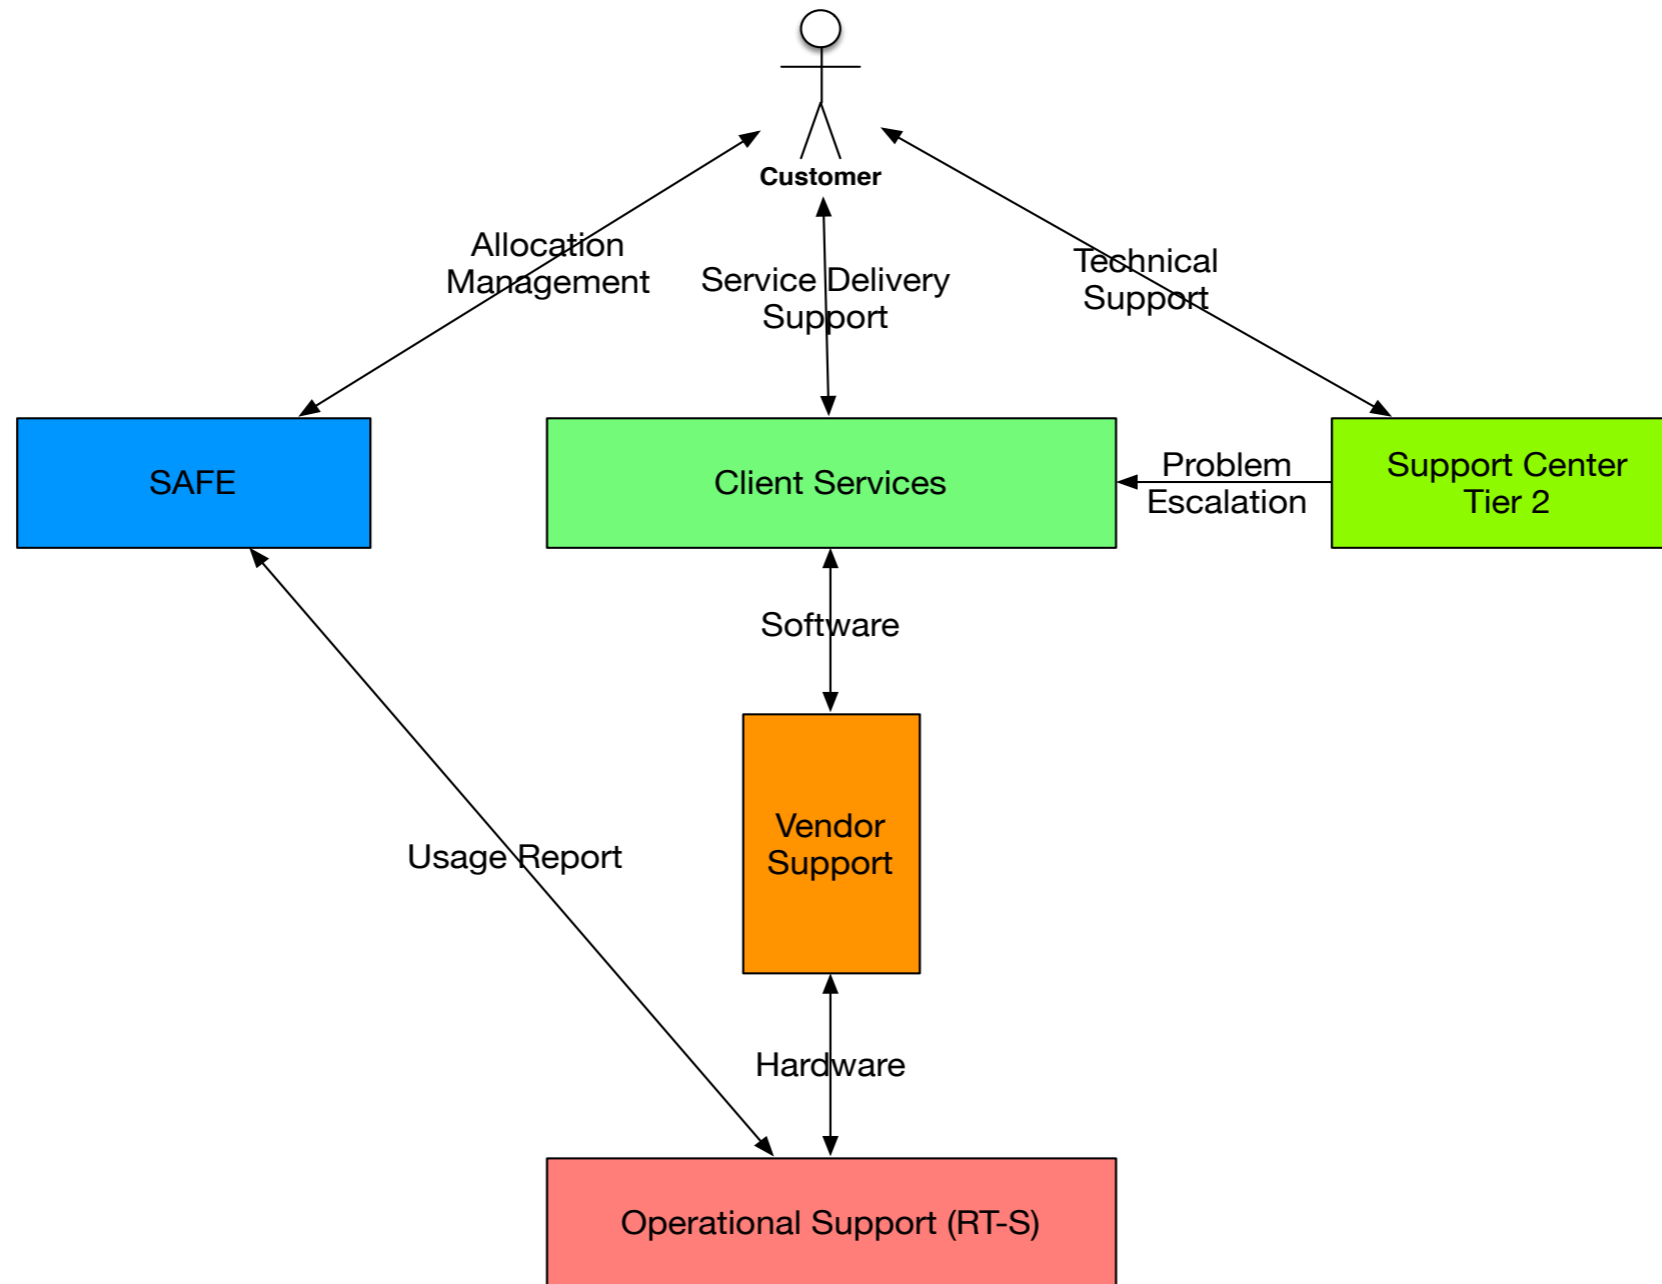 Customer
Allocation
Management
Service Delivery
Support
Technical
Support
SAFE
Client Services
Problem
Escalation
Support Center
Tier 2
Software
Vendor
Support
Usage Report
Hardware
Operational Support (RT-S)